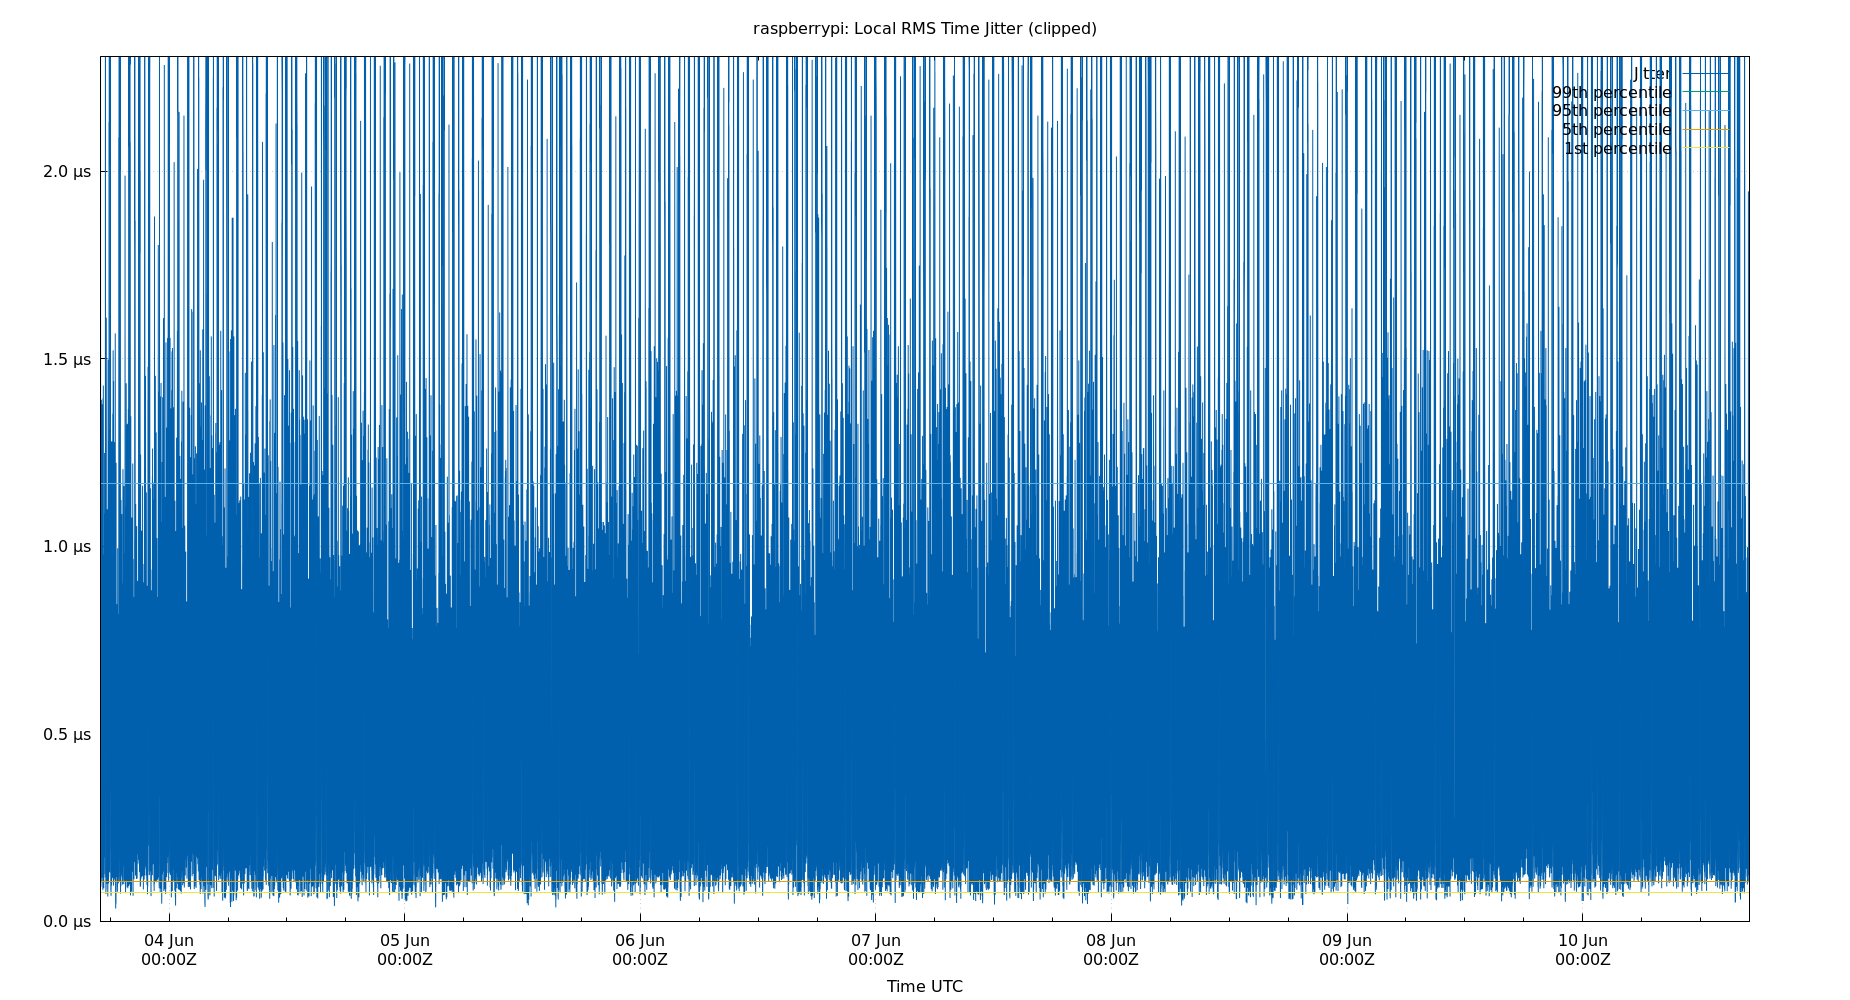 raspberrypi: Local RMS Time Jitter (clipped)
Jitter
99th percentile
95th percentile
5th percentile
1st percentile
2.0 µs
1.5 µs
1.0 µs
0.5 µs
0.0 µs
04 Jun 05 Jun 06 Jun 07 Jun 08 Jun 09 Jun 10 Jun
00:00Z 00:00Z 00:00Z 00:00Z 00:00Z 00:00Z 00:00Z
Time UTC